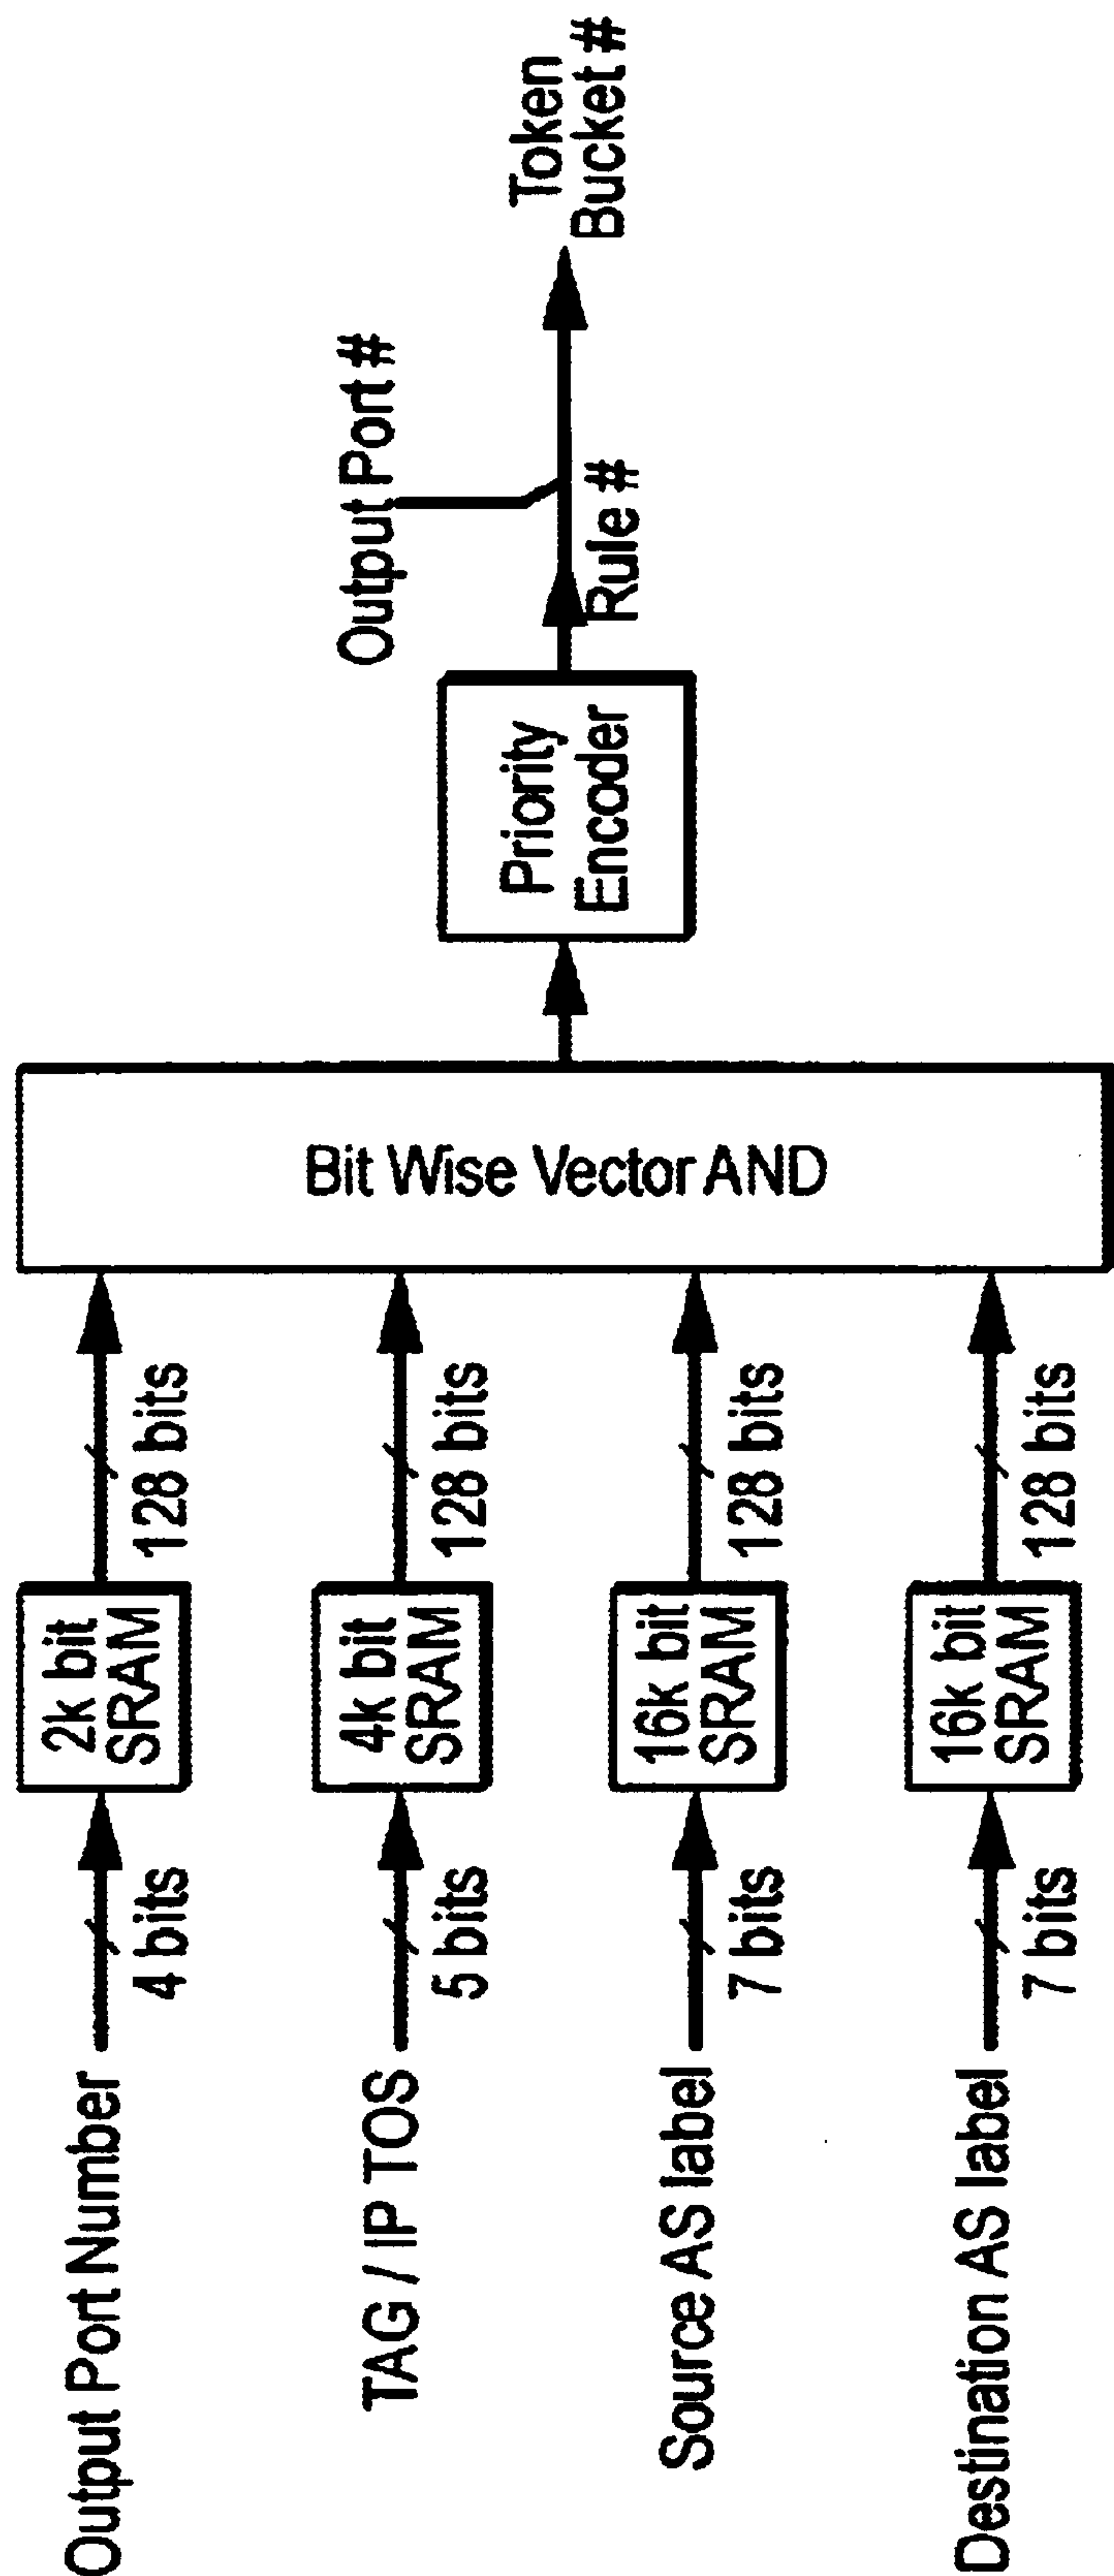 Output Port Number
4 bits
2k bit
SRAM
128 bits
TAG / IP TOS
5 bits
4k bit
SRAM
128 bits
Source AS label
7 bits
16k bit
SRAM
128 bits
Destination AS label
7 bits
16k bit
SRAM
128 bits
Bit Wise Vector AND
Priority
Encoder
Output Port #
Rule #
Token
Bucket #